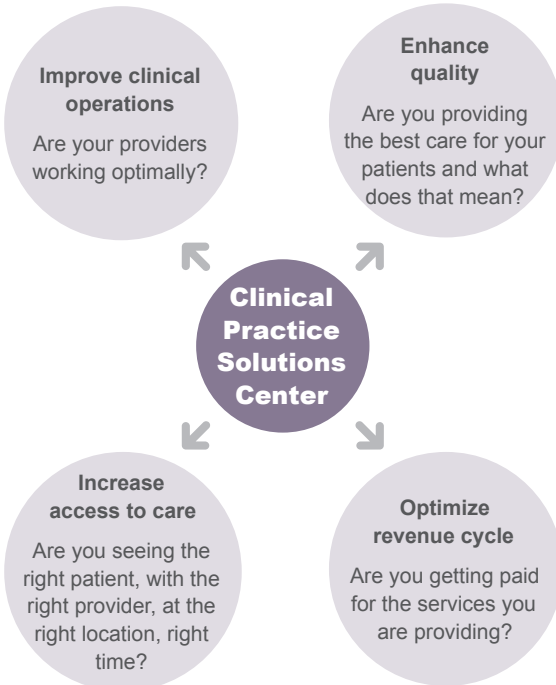 Improve clinical
operations
Are your providers
working optimally?
Enhance
quality
Are you providing
the best care for your
patients and what
does that mean?
Clinical
Practice
Solutions
Center
Increase
access to care
Are you seeing the
right patient, with the
right provider, at the
right location, right
time?
Optimize
revenue cycle
Are you getting paid
for the services you
are providing?